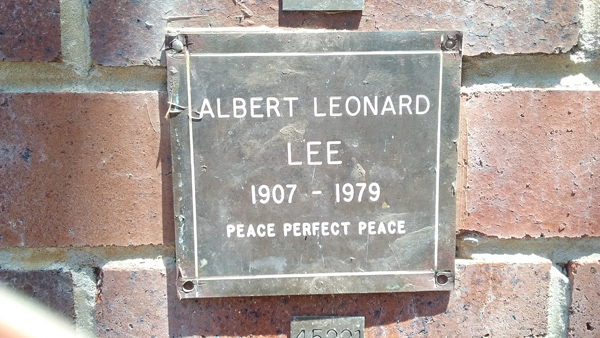 ALBERT LEONARD
LEE
1907 - 1979
PEACE PERFECT PEACE